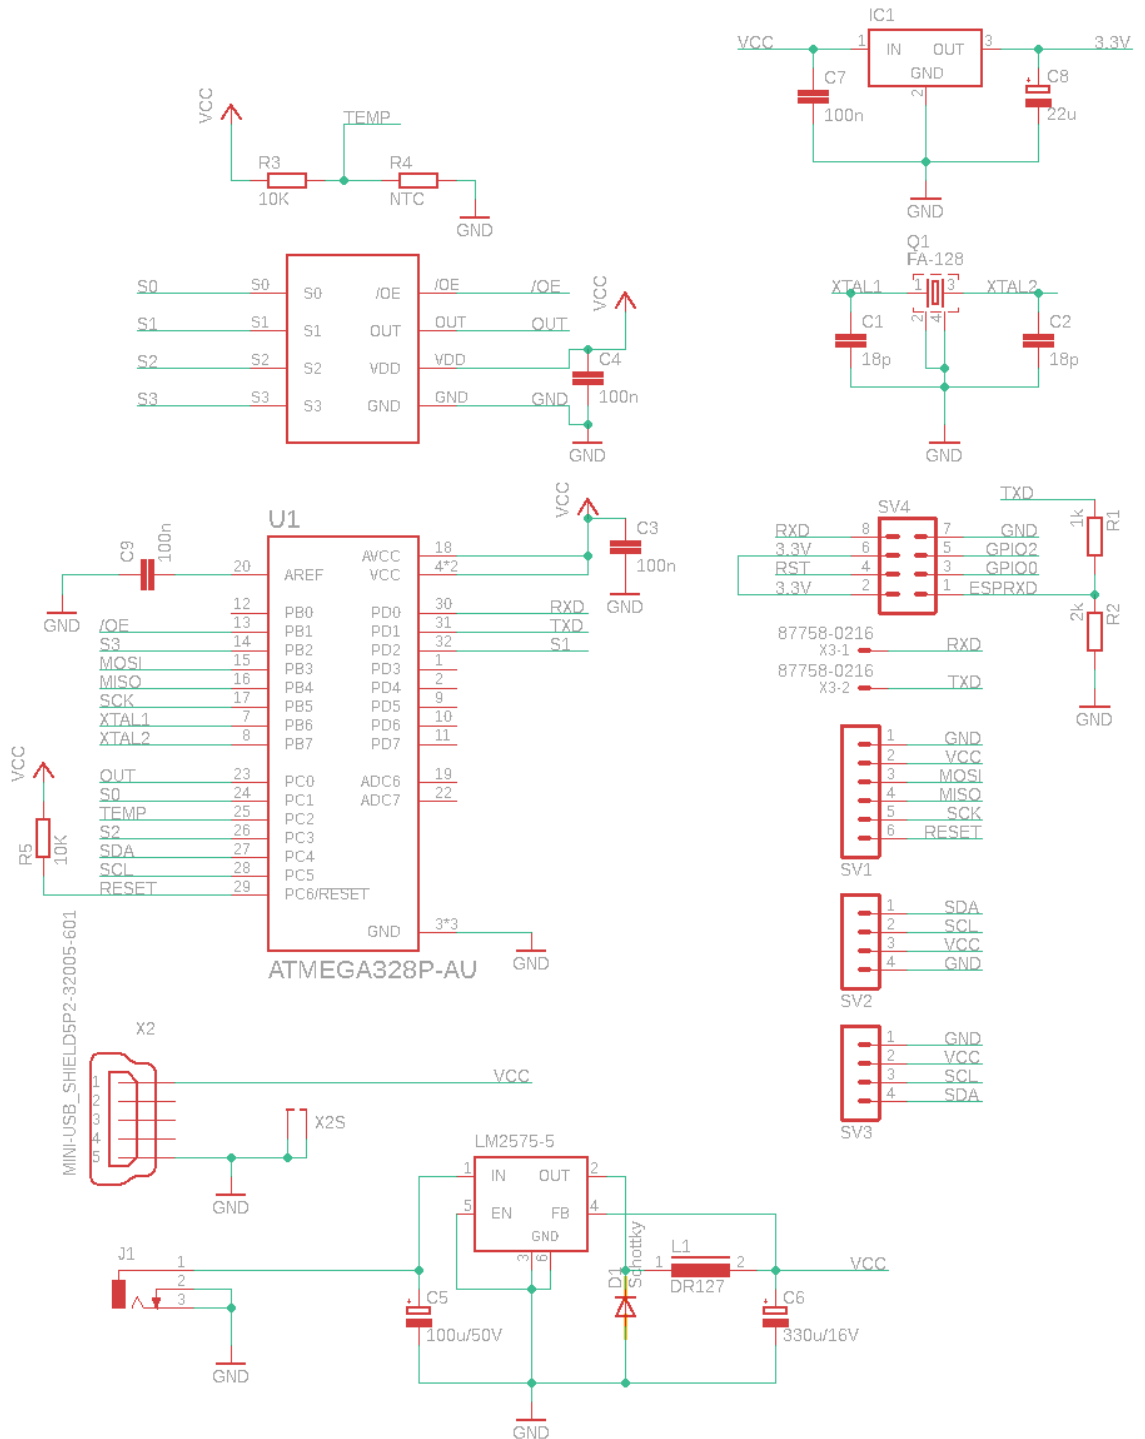 IC1
VCC
1
IN
OUT
3
3.3V
GND
2
C7
100n
C8
22u
GND
VCC
TEMP
R3
10K
R4
NTC
GND
Q1
FA-128
XTAL1
1
3
XTAL2
2
4
C1
18p
C2
18p
GND
S0
S0
S0
/OE
/OE
/OE
S1
S1
S1
OUT
OUT
OUT
S2
S2
S2
VDD
VDD
S3
S3
S3
GND
GND
GND
VCC
C4
100n
GND
U1
C9
100n
GND
20
AREF
12
PB0
/OE
13
PB1
S3
14
PB2
MOSI
15
PB3
MISO
16
PB4
SCK
17
PB5
XTAL1
7
PB6
XTAL2
8
PB7
OUT
23
PC0
S0
24
PC1
TEMP
25
PC2
S2
26
PC3
SDA
27
PC4
SCL
28
PC5
RESET
29
PC6/RESET
VCC
R5
10K
AVCC
18
VCC
4*2
PD0
30
RXD
PD1
31
TXD
PD2
32
S1
PD3
1
PD4
2
PD5
9
PD6
10
PD7
11
ADC6
19
ADC7
22
GND
3*3
GND
VCC
C3
100n
GND
ATMEGA328P-AU
SV4
RXD
8
7
GND
3.3V
6
5
GPIO2
RST
4
3
GPIO0
3.3V
2
1
ESPRXD
TXD
1k
R1
2k
R2
GND
87758-0216
X3-1
RXD
87758-0216
X3-2
TXD
1
GND
2
VCC
3
MOSI
4
MISO
5
SCK
6
RESET
SV1
1
SDA
2
SCL
3
VCC
4
GND
SV2
1
GND
2
VCC
3
SCL
4
SDA
SV3
MINI-USB_SHIELD5P2-32005-601
X2
1
2
3
4
5
VCC
X2S
GND
LM2575-5
1
IN
OUT
2
5
EN
FB
4
GND
3
6
J1
1
2
3
GND
C5
100u/50V
D1
Schottky
L1
1
2
DR127
VCC
C6
330u/16V
GND